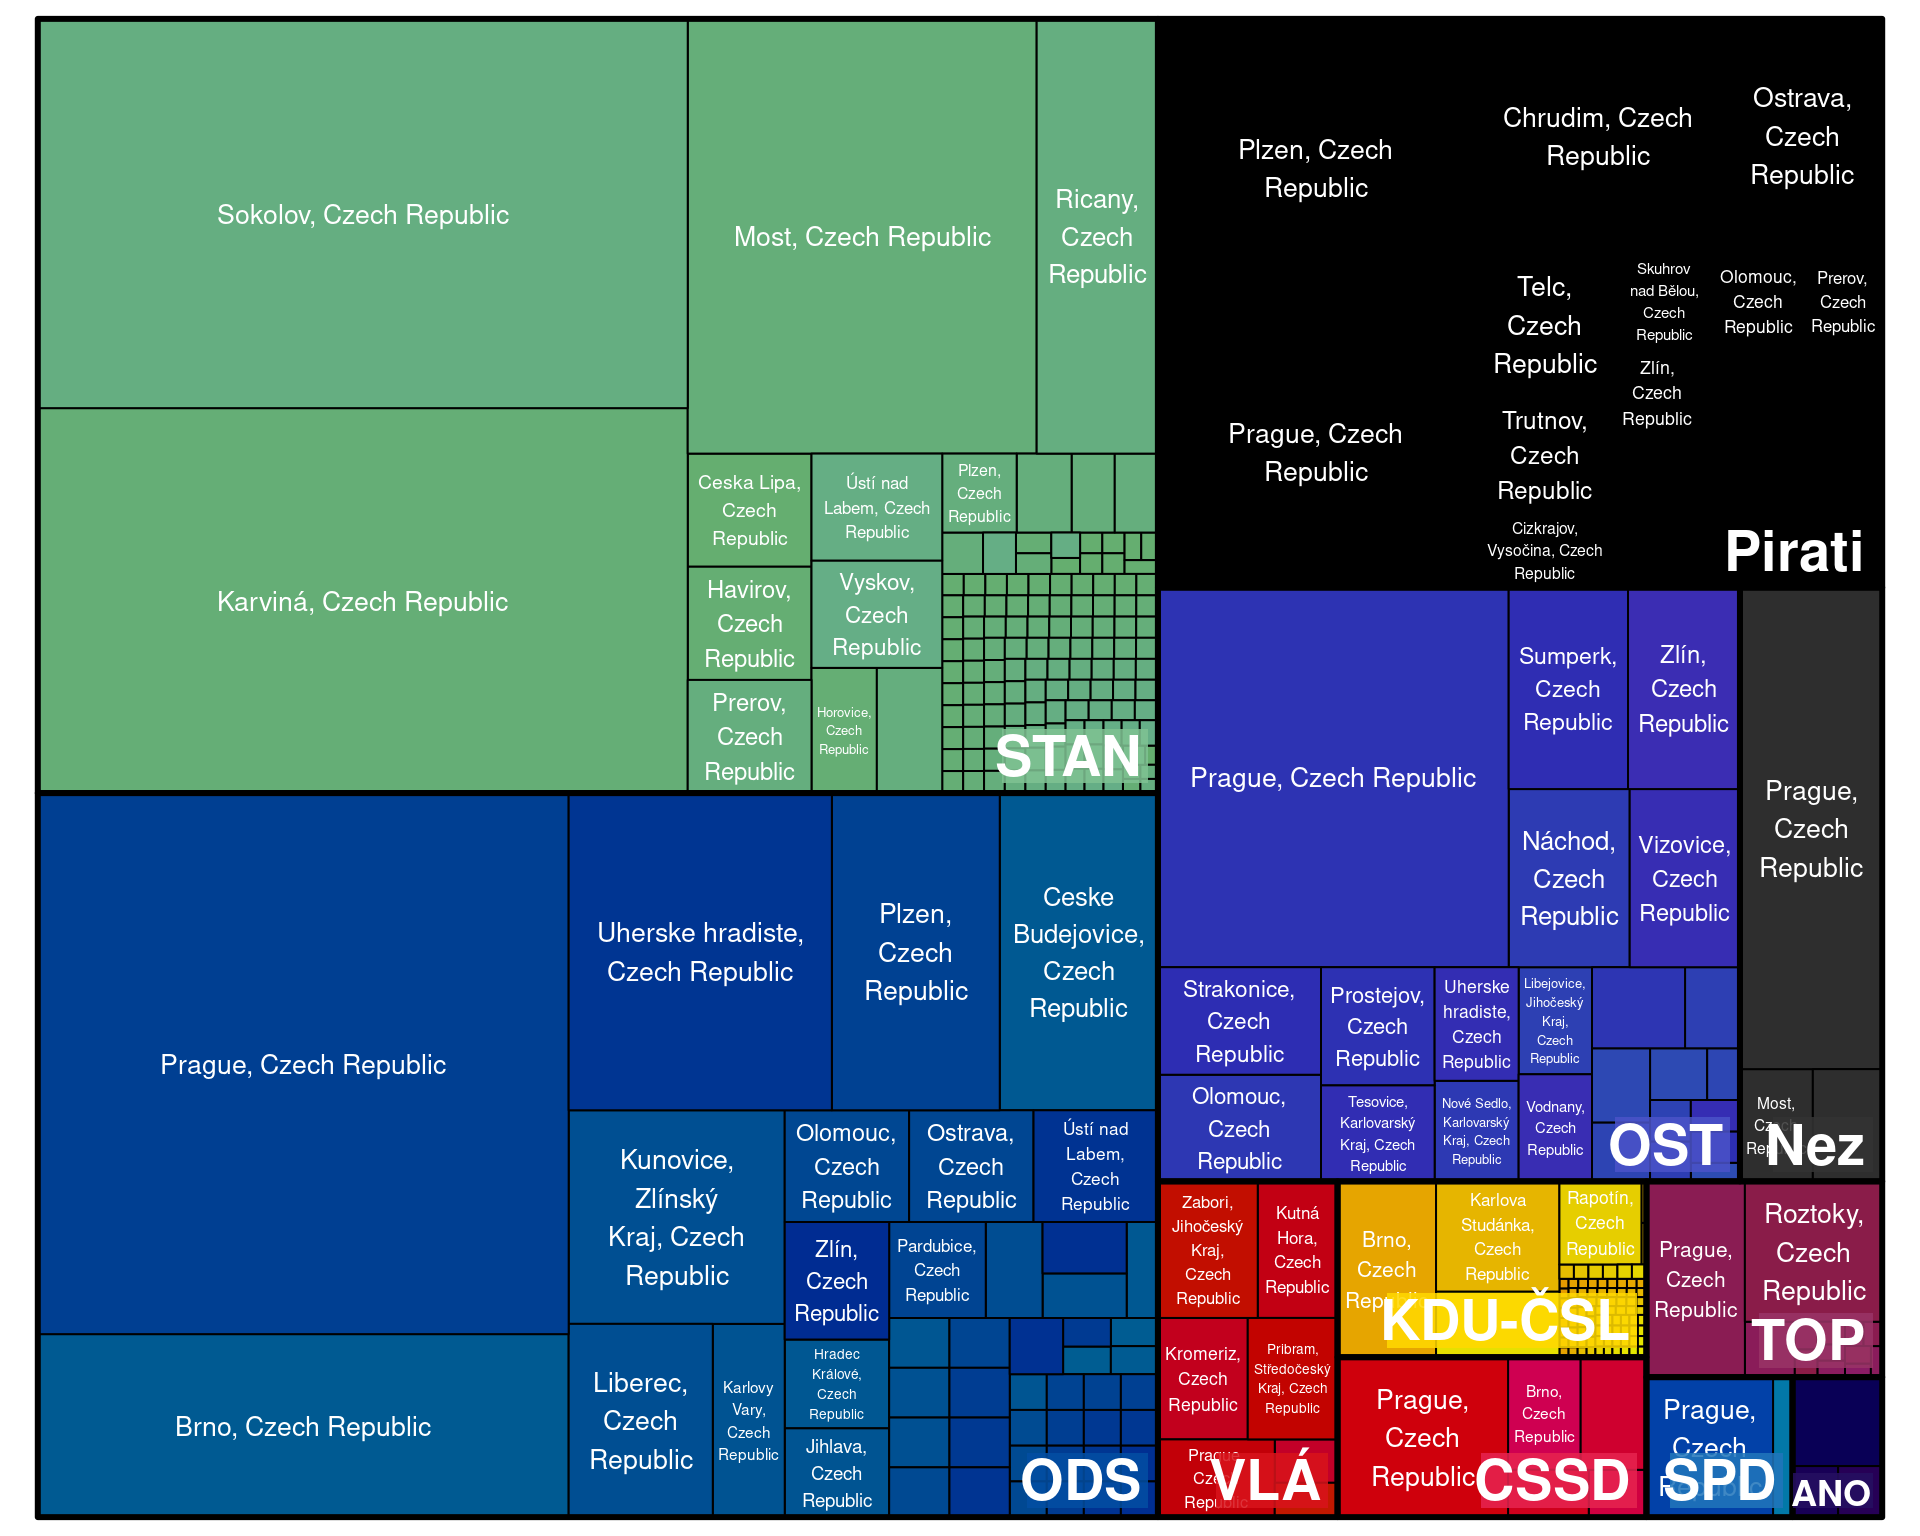 Sokolov, Czech Republic
Karviná, Czech Republic
Most, Czech Republic
Ricany,
Czech
Republic
Ceska Lipa,
Czech
Republic
Havirov,
Czech
Republic
Prerov,
Czech
Republic
Ústí nad
Labem, Czech
Republic
Vyskov,
Czech
Republic
Horovice,
Czech
Republic
Plzen,
Czech
Republic
STAN
Prague, Czech Republic
Brno, Czech Republic
Uherske hradiste,
Czech Republic
Plzen,
Czech
Republic
Ceske
Budejovice,
Czech
Republic
Kunovice,
Zlínský
Kraj, Czech
Republic
Liberec,
Czech
Republic
Karlovy
Vary,
Czech
Republic
Olomouc,
Czech
Republic
Ostrava,
Czech
Republic
Ústí nad
Labem,
Czech
Republic
Zlín,
Czech
Republic
Hradec
Králové,
Czech
Republic
Jihlava,
Czech
Republic
Pardubice,
Czech
Republic
ODS
Plzen, Czech
Republic
Prague, Czech
Republic
Chrudim, Czech
Republic
Ostrava,
Czech
Republic
Telc,
Czech
Republic
Trutnov,
Czech
Republic
Cizkrajov,
Vysočina, Czech
Republic
Skuhrov
nad Bělou,
Czech
Republic
Zlín,
Czech
Republic
Olomouc,
Czech
Republic
Prerov,
Czech
Republic
Pirati
Prague, Czech Republic
Sumperk,
Czech
Republic
Zlín,
Czech
Republic
Náchod,
Czech
Republic
Vizovice,
Czech
Republic
Strakonice,
Czech
Republic
Olomouc,
Czech
Republic
Prostejov,
Czech
Republic
Tesovice,
Karlovarský
Kraj, Czech
Republic
Uherske
hradiste,
Czech
Republic
Nové Sedlo,
Karlovarský
Kraj, Czech
Republic
Libejovice,
Jihočeský
Kraj,
Czech
Republic
Vodnany,
Czech
Republic
OST
Prague,
Czech
Republic
Most,
Czech
Republic
Nez
Zabori,
Jihočeský
Kraj,
Czech
Republic
Kutná
Hora,
Czech
Republic
Kromeriz,
Czech
Republic
Pribram,
Středočeský
Kraj, Czech
Republic
Prague,
Czech
Republic
VLÁ
Brno,
Czech
Republic
Karlova
Studánka,
Czech
Republic
Rapotín,
Czech
Republic
KDU-ČSL
Prague,
Czech
Republic
Brno,
Czech
Republic
CSSD
Prague,
Czech
Republic
Roztoky,
Czech
Republic
TOP
Prague,
Czech
Republic
SPD
ANO